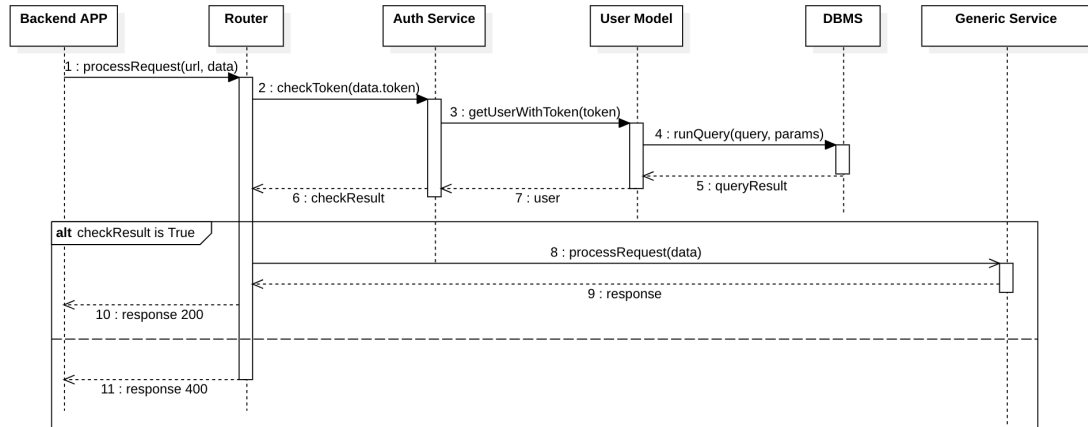 Backend APP
Router
Auth Service
User Model
DBMS
Generic Service
1 : processRequest(url, data)
2 : checkToken(data.token)
3 : getUserWithToken(token)
4 : runQuery(query, params)
5 : queryResult
6 : checkResult
7 : user
alt checkResult is True
8 : processRequest(data)
9 : response
10 : response 200
11 : response 400